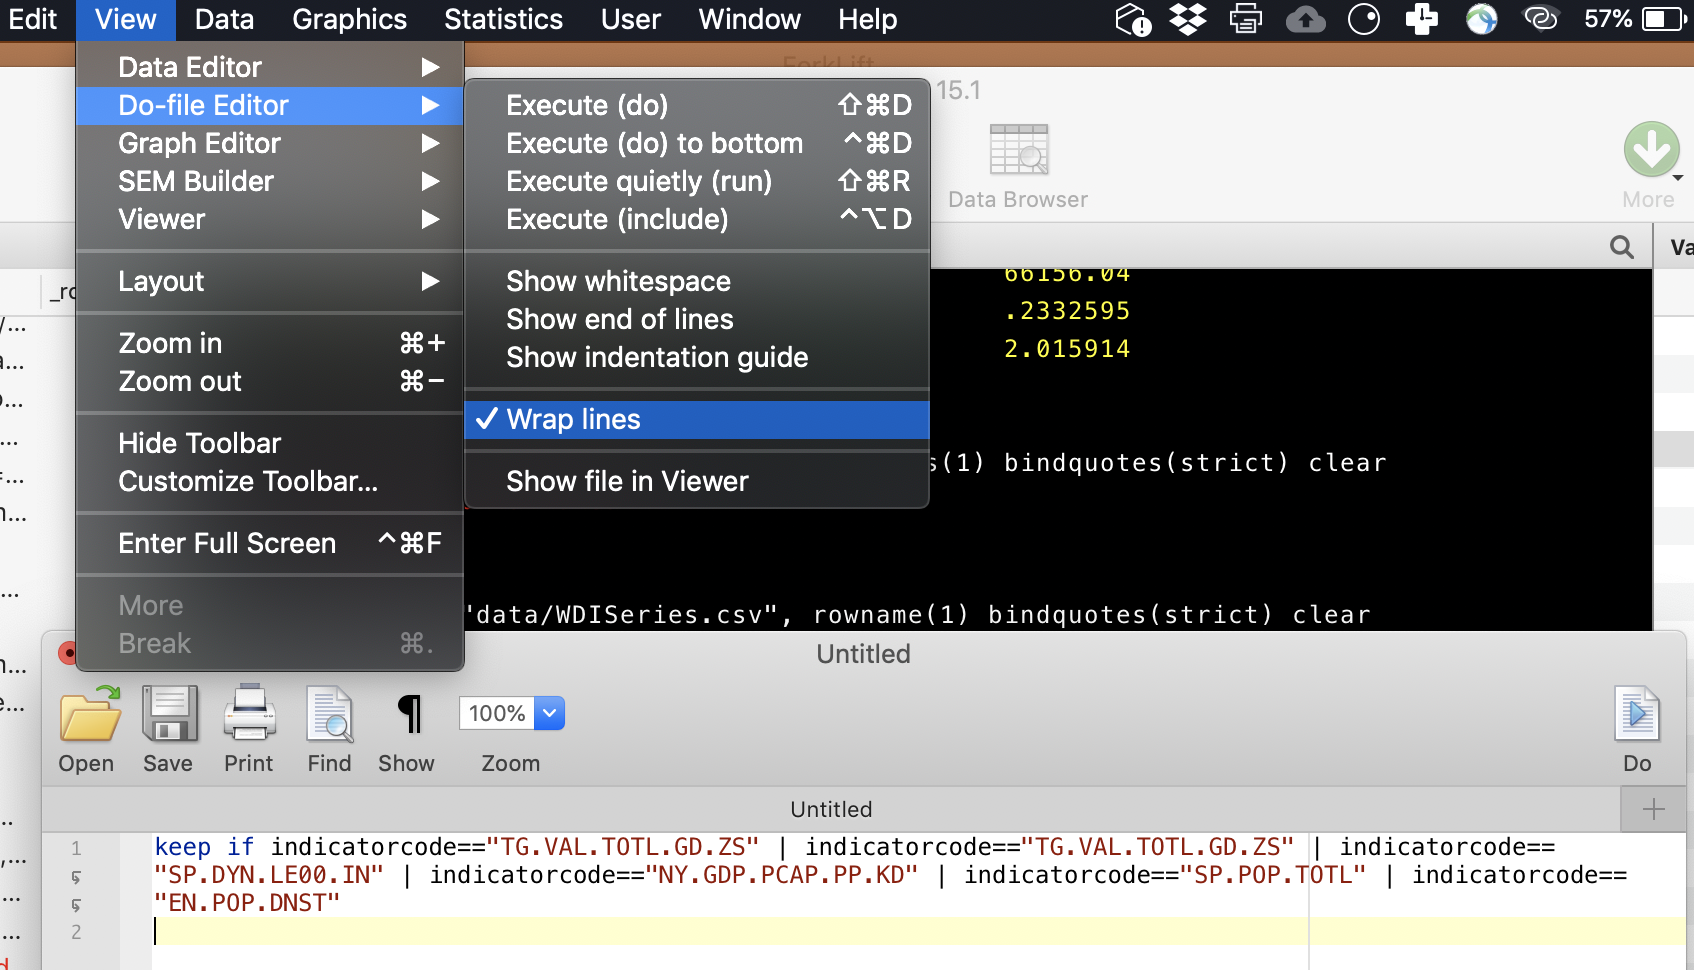 Edit View Data Graphics Statistics User Window Help 57%
ForkLift
15.1
Data Editor ▶
Do-file Editor ▶
Graph Editor ▶
SEM Builder ▶
Viewer ▶
Layout ▶
Zoom in ⌘+
Zoom out ⌘−
Hide Toolbar
Customize Toolbar...
Enter Full Screen ^⌘F
More
Break ⌘.
Execute (do) ⇧⌘D
Execute (do) to bottom ^⌘D
Execute quietly (run) ⇧⌘R
Execute (include) ^⌥D
Show whitespace
Show end of lines
Show indentation guide
✓ Wrap lines
Show file in Viewer
Data Browser
More
Va
66156.04
.2332595
2.015914
s(1) bindquotes(strict) clear
"data/WDISeries.csv", rowname(1) bindquotes(strict) clear
Untitled
Open Save Print Find ¶ Show 100% Zoom Do
Untitled +
1 keep if indicatorcode=="TG.VAL.TOTL.GD.ZS" | indicatorcode=="TG.VAL.TOTL.GD.ZS" | indicatorcode==
"SP.DYN.LE00.IN" | indicatorcode=="NY.GDP.PCAP.PP.KD" | indicatorcode=="SP.POP.TOTL" | indicatorcode==
"EN.POP.DNST"
2